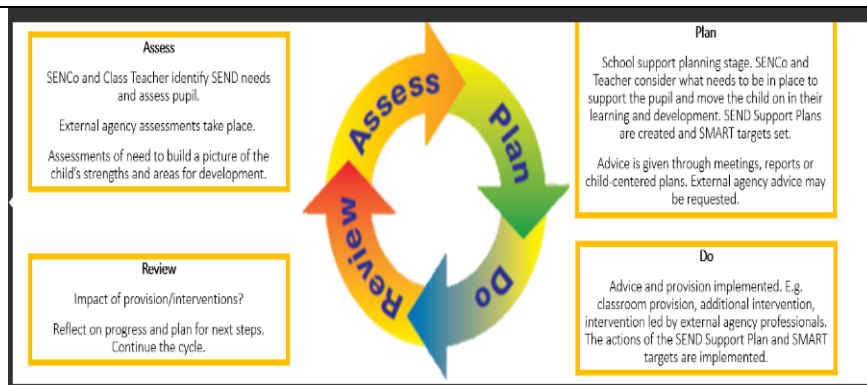 Assess
SENCo and Class Teacher identify SEND needs
and assess pupil.
External agency assessments take place.
Assessments of need to build a picture of the
child's strengths and areas for development.
Assess
Plan
Do
Review
Plan
School support planning stage. SENCo and
Teacher consider what needs to be in place to
support the pupil and move the child on in their
learning and development. SEND Support Plans
are created and SMART targets set.
Advice is given through meetings, reports or
child-centered plans. External agency advice may
be requested.
Review
Impact of provision/interventions?
Reflect on progress and plan for next steps.
Continue the cycle.
Do
Advice and provision implemented. E.g.
classroom provision, additional intervention,
intervention led by external agency professionals.
The actions of the SEND Support Plan and SMART
targets are implemented.